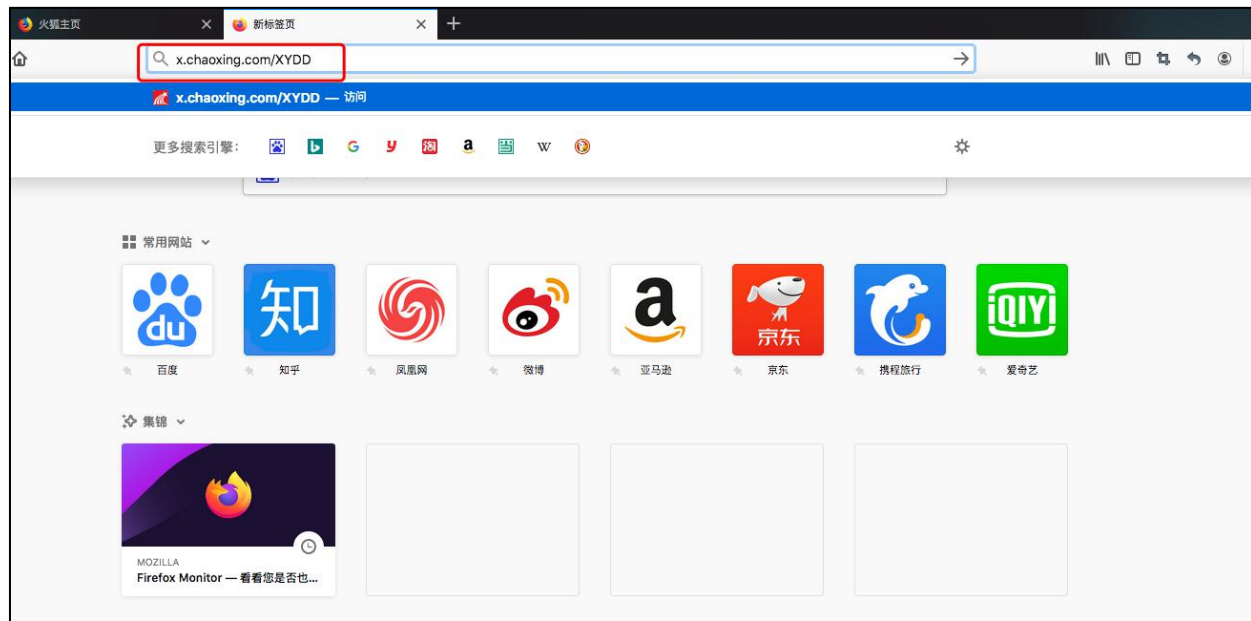 火狐主页
新标签页
x.chaoxing.com/XYDD
x.chaoxing.com/XYDD — 访问
更多搜索引擎:
常用网站
du
知
a
京东
iQIYI
百度
知乎
凤凰网
微博
亚马逊
京东
携程旅行
爱奇艺
集锦
MOZILLA
Firefox Monitor — 看看您是否也...